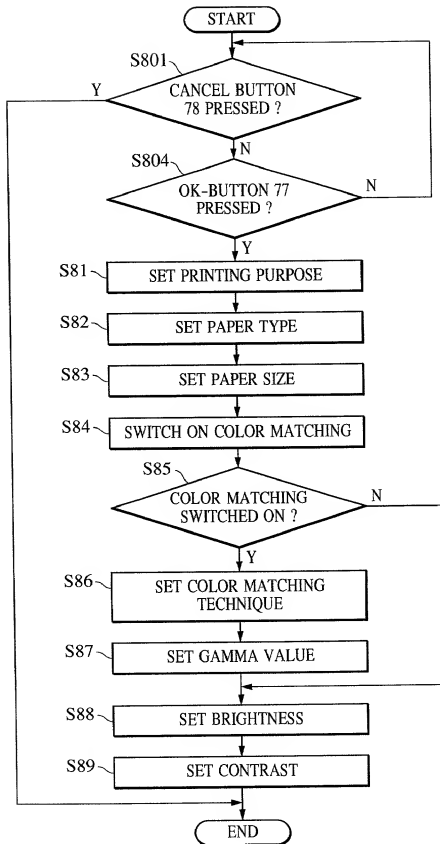 START
S801
Y
CANCEL BUTTON
78 PRESSED ?
N
S804
OK-BUTTON 77
PRESSED ?
N
Y
S81
SET PRINTING PURPOSE
S82
SET PAPER TYPE
S83
SET PAPER SIZE
S84
SWITCH ON COLOR MATCHING
S85
COLOR MATCHING
SWITCHED ON ?
N
Y
S86
SET COLOR MATCHING
TECHNIQUE
S87
SET GAMMA VALUE
S88
SET BRIGHTNESS
S89
SET CONTRAST
END